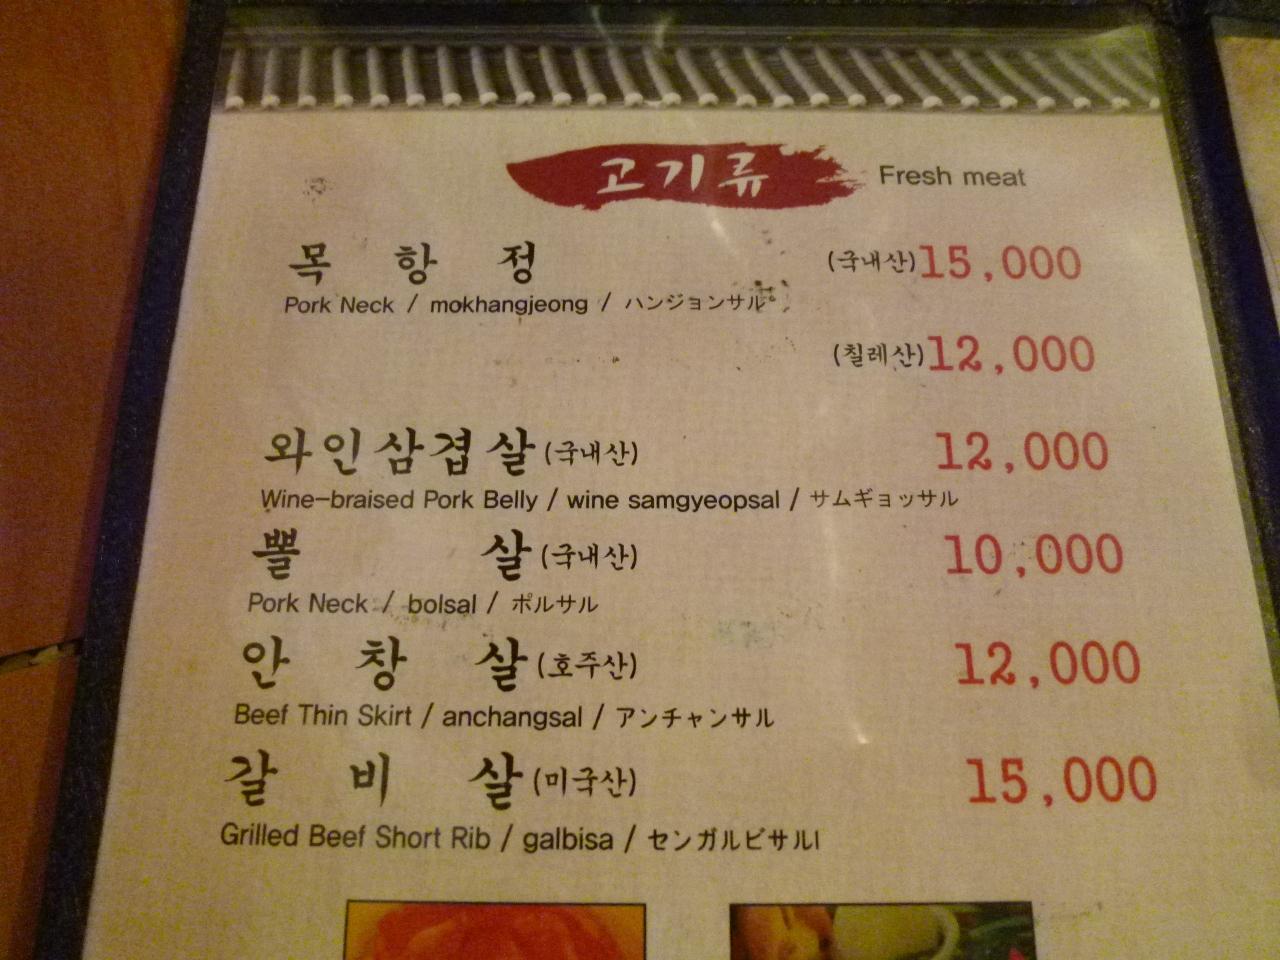 고기류 Fresh meat
목항정 (국내산)15,000
Pork Neck / mokhangjeong / ハンジョンサル
(칠레산)12,000
와인삼겹살(국내산) 12,000
Wine-braised Pork Belly / wine samgyeopsal / サムギョッサル
뽈살(국내산) 10,000
Pork Neck / bolsal / ポルサル
안창살(호주산) 12,000
Beef Thin Skirt / anchangsal / アンチャンサル
갈비살(미국산) 15,000
Grilled Beef Short Rib / galbisa / センガルビサルl